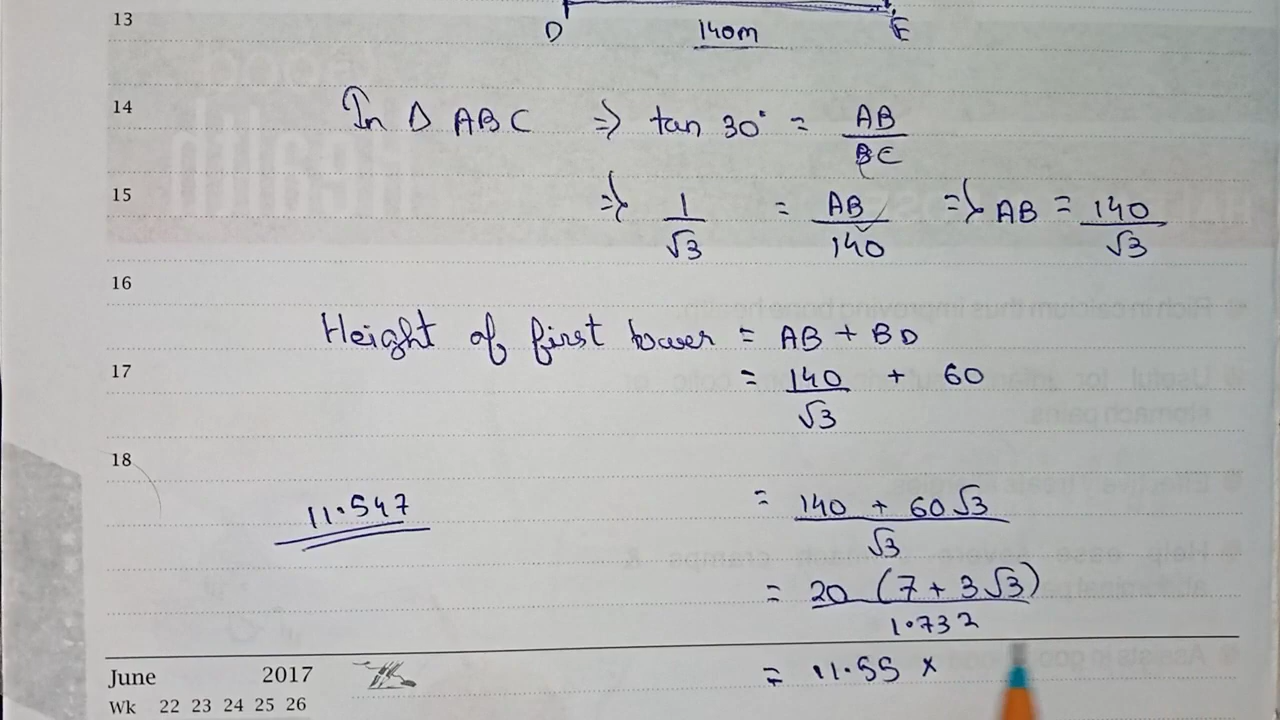 13
D 140m E
14 In Δ ABC ⇒ tan 30° = AB/BC
15 ⇒ 1/√3 = AB/140 ⇒ AB = 140/√3
16
Height of first tower = AB + BD
17 = 140/√3 + 60
18
11.547 = 140 + 60√3/√3
= 20 (7 + 3√3)/1.732
June 2017 = 11.55 ×
Wk 22 23 24 25 26